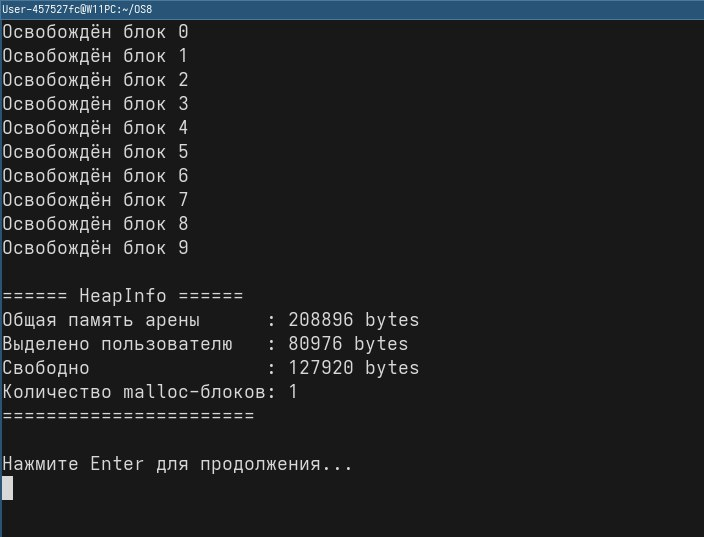 User-457527fc@W11PC:~/OS8
Освобождён блок 0
Освобождён блок 1
Освобождён блок 2
Освобождён блок 3
Освобождён блок 4
Освобождён блок 5
Освобождён блок 6
Освобождён блок 7
Освобождён блок 8
Освобождён блок 9
====== HeapInfo ======
Общая память арены      : 208896 bytes
Выделено пользователю   : 80976 bytes
Свободно                : 127920 bytes
Количество malloc-блоков: 1
=======================
Нажмите Enter для продолжения...